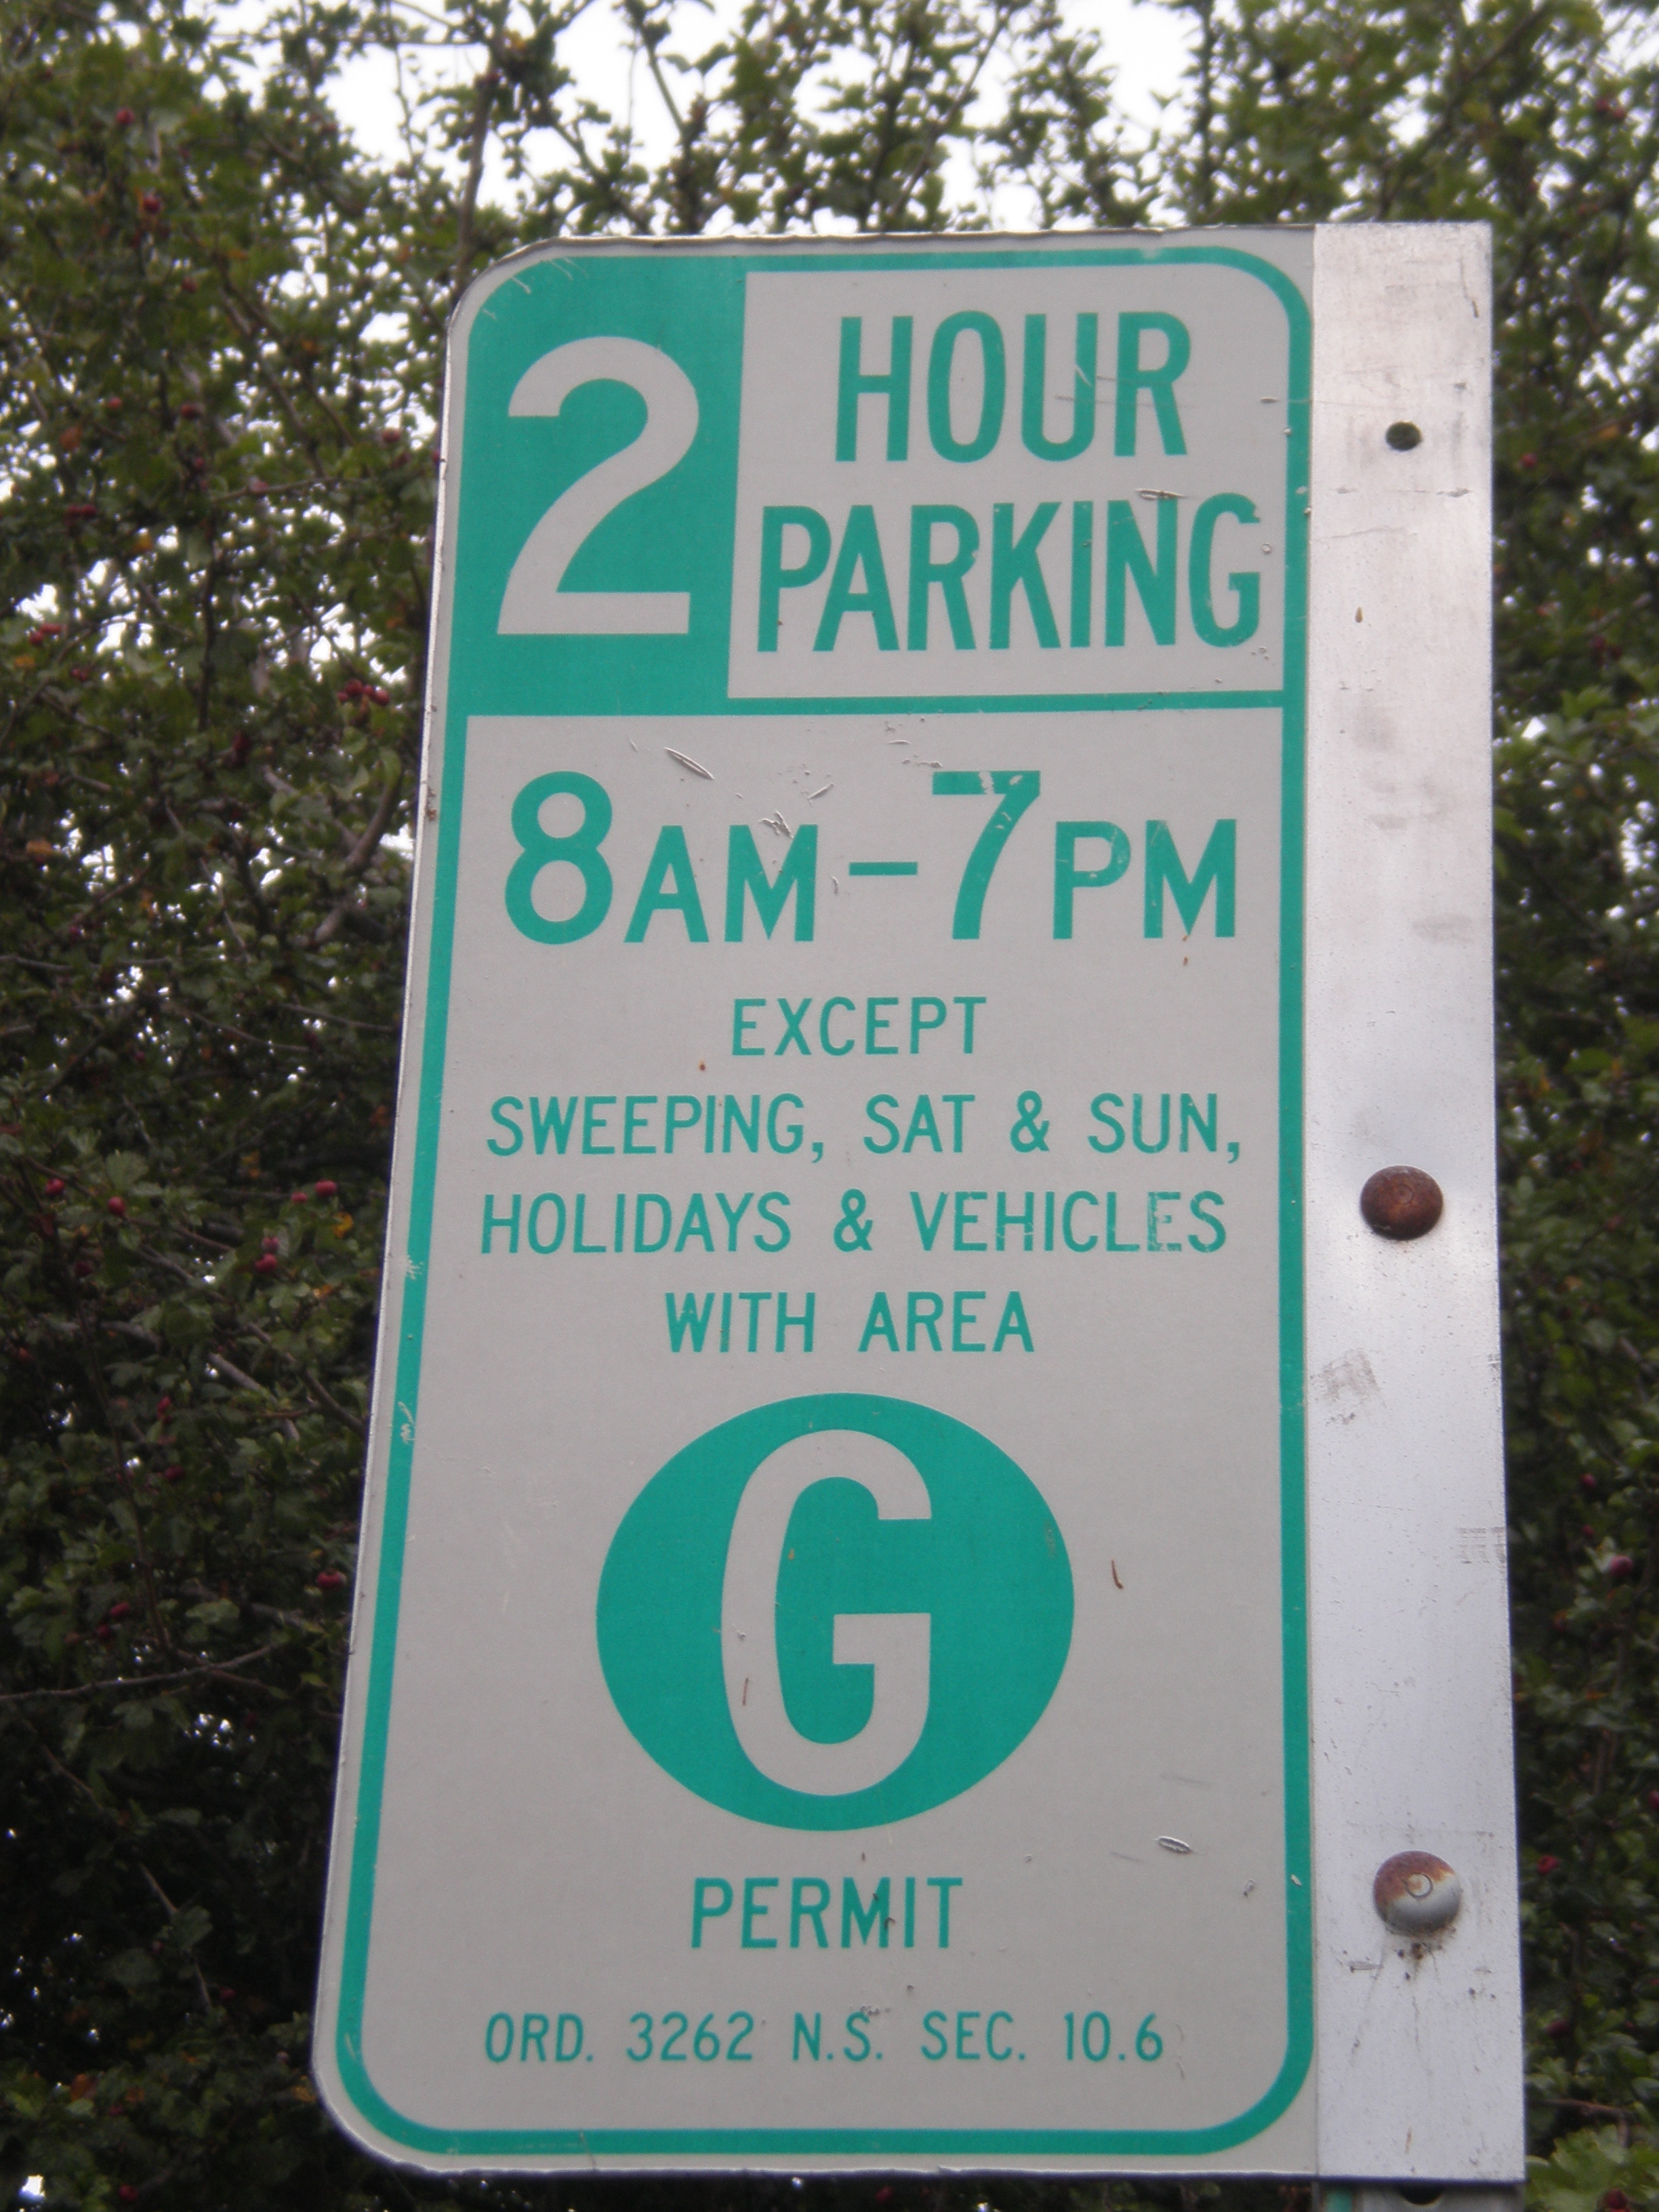 2 HOUR
PARKING
8AM-7PM
EXCEPT
SWEEPING, SAT & SUN,
HOLIDAYS & VEHICLES
WITH AREA
G
PERMIT
ORD. 3262 N.S. SEC. 10.6